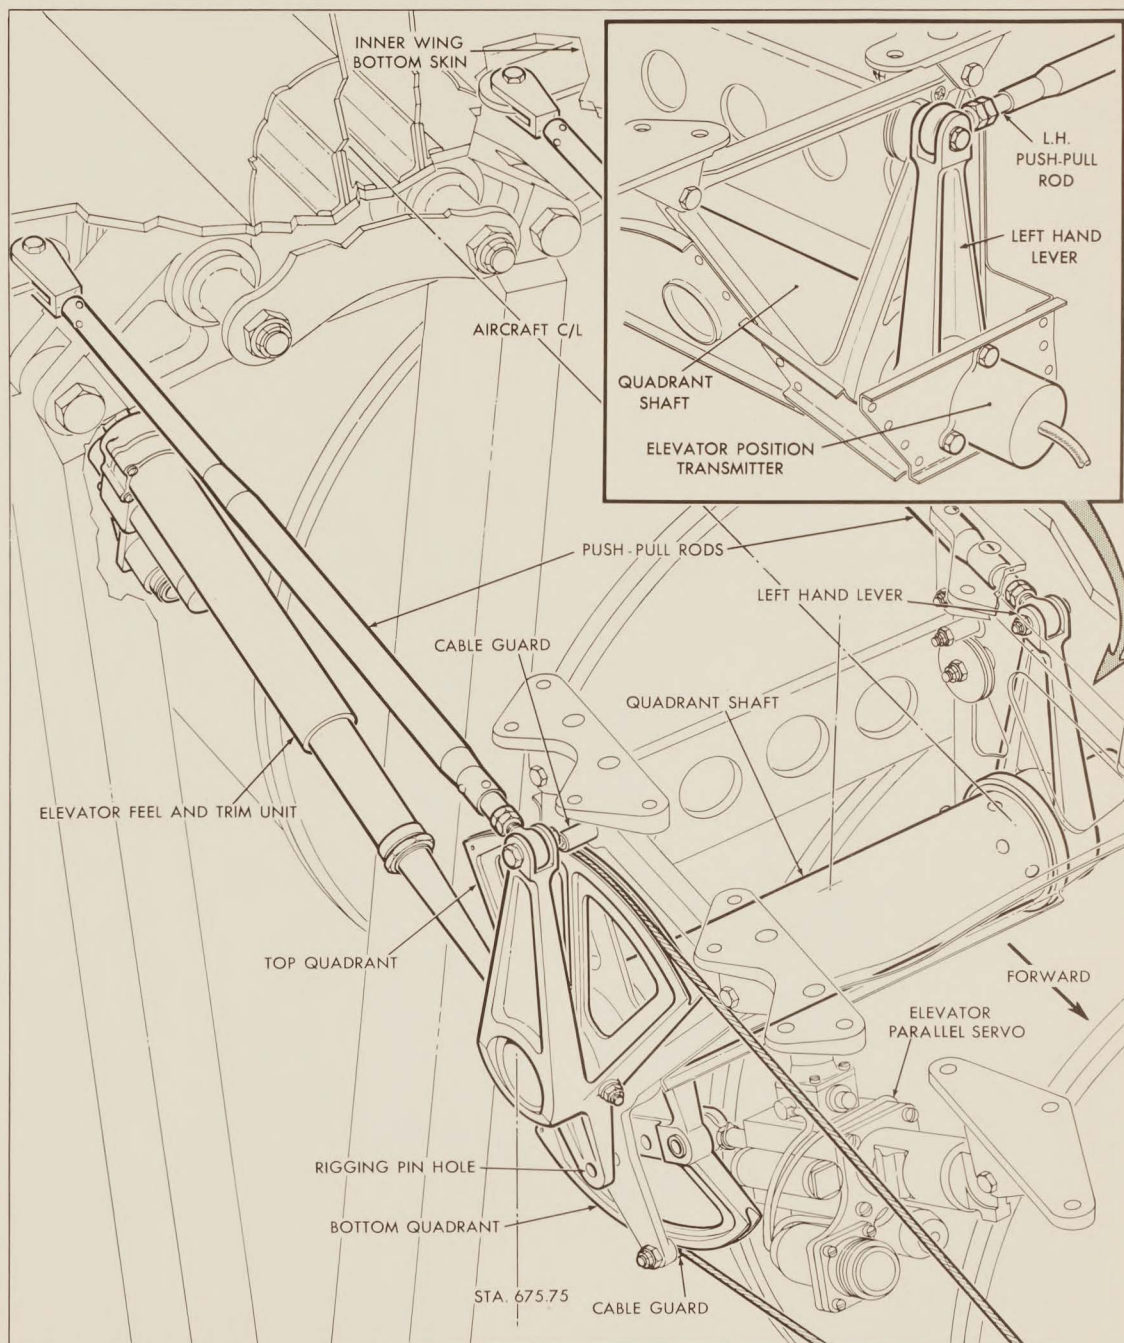 INNER WING
BOTTOM SKIN
L.H.
PUSH-PULL
ROD
LEFT HAND
LEVER
AIRCRAFT C/L
QUADRANT
SHAFT
ELEVATOR POSITION
TRANSMITTER
PUSH-PULL RODS
LEFT HAND LEVER
CABLE GUARD
QUADRANT SHAFT
ELEVATOR FEEL AND TRIM UNIT
TOP QUADRANT
FORWARD
ELEVATOR
PARALLEL SERVO
RIGGING PIN HOLE
BOTTOM QUADRANT
STA. 675.75
CABLE GUARD